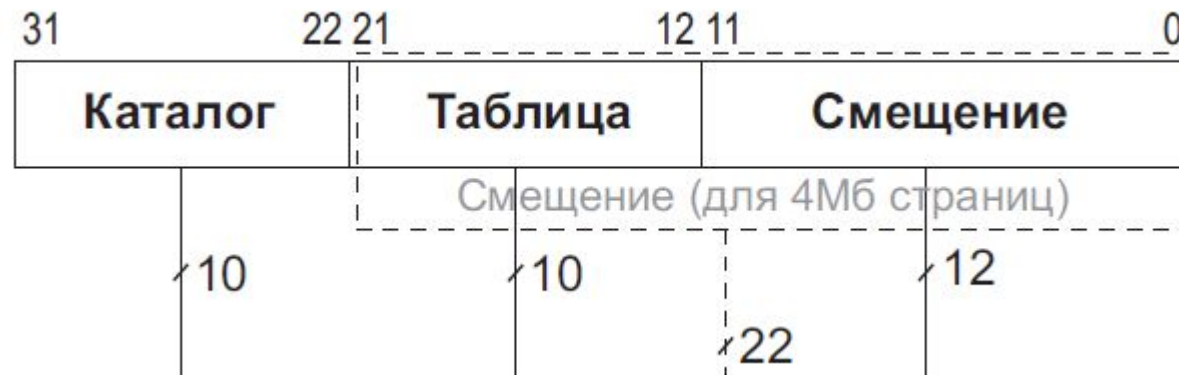 31 22 21 12 11 0
Каталог Таблица Смещение
Смещение (для 4Мб страниц)
10 10 12
22